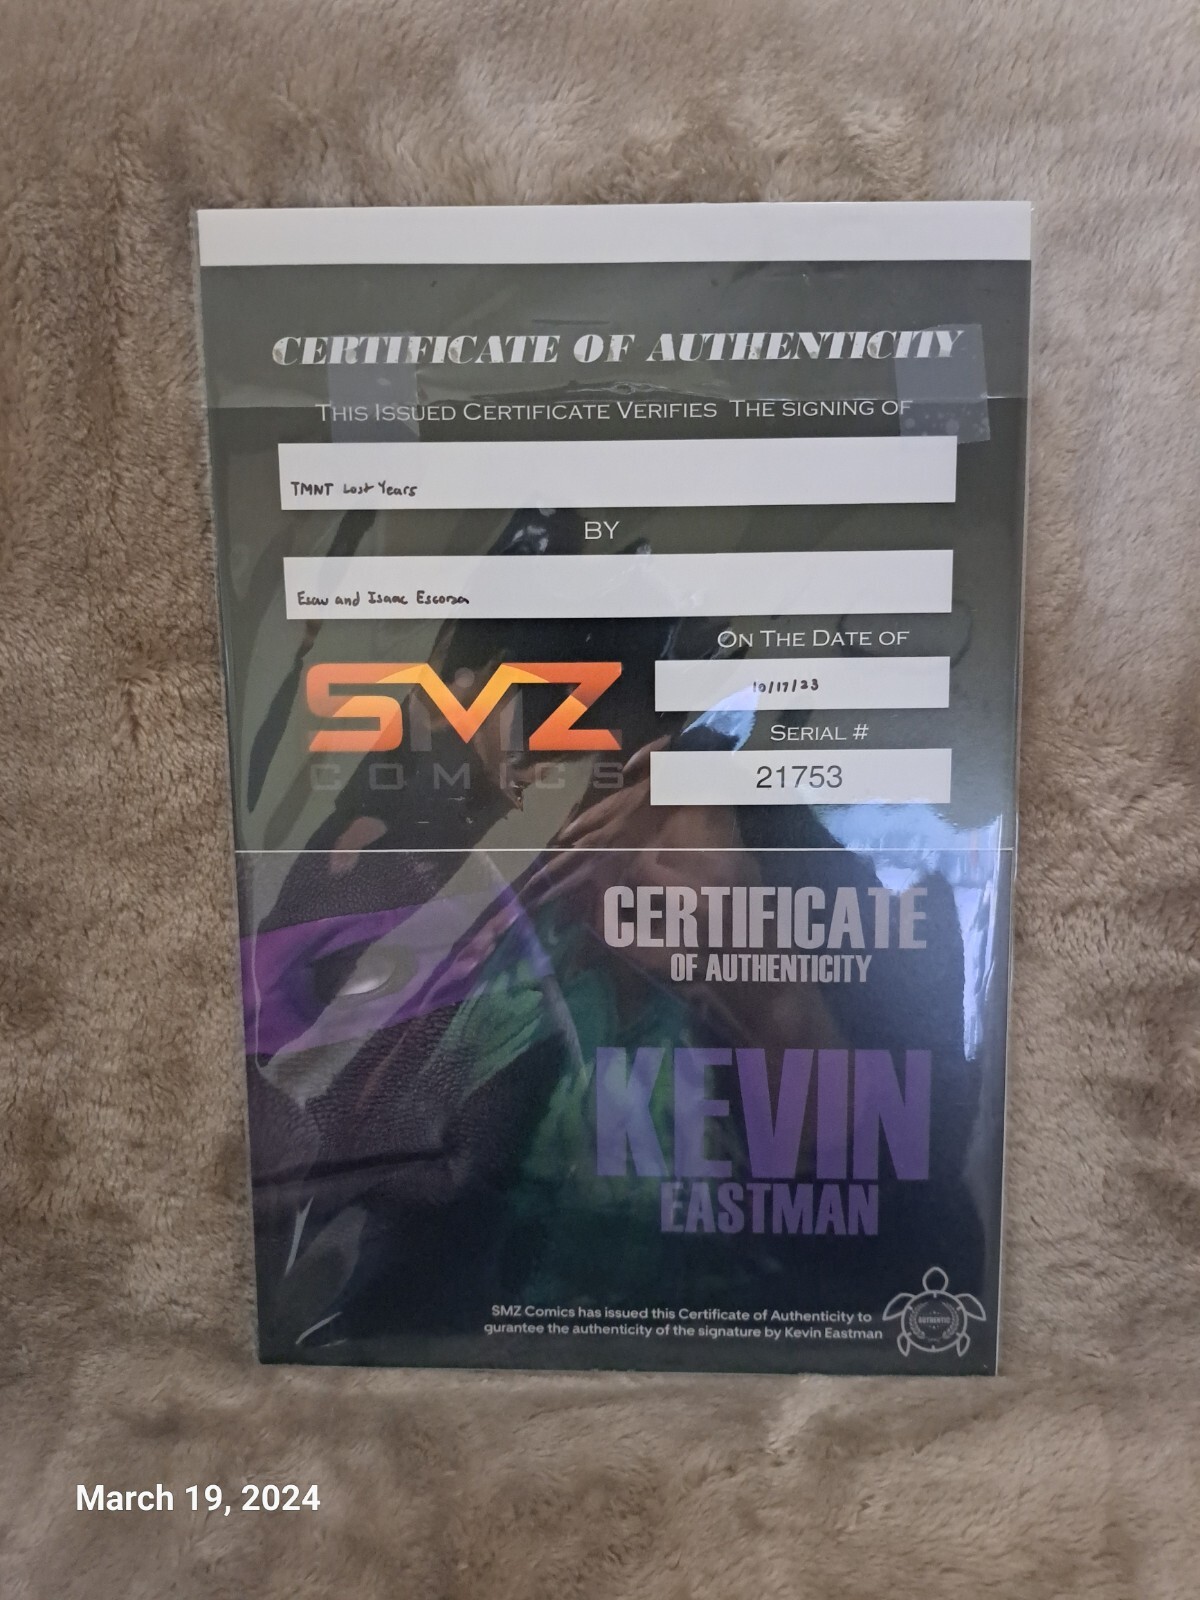 CERTIFICATE OF AUTHENTICITY
THIS ISSUED CERTIFICATE VERIFIES THE SIGNING OF
TMNT Lost Years
BY
Esau and Isaac Escorza
ON THE DATE OF
SMZ
COMICS
10/17/23
SERIAL #
21753
CERTIFICATE
OF AUTHENTICITY
KEVIN
EASTMAN
SMZ Comics has issued this Certificate of Authenticity to
gurantee the authenticity of the signature by Kevin Eastman
AUTHENTIC
March 19, 2024